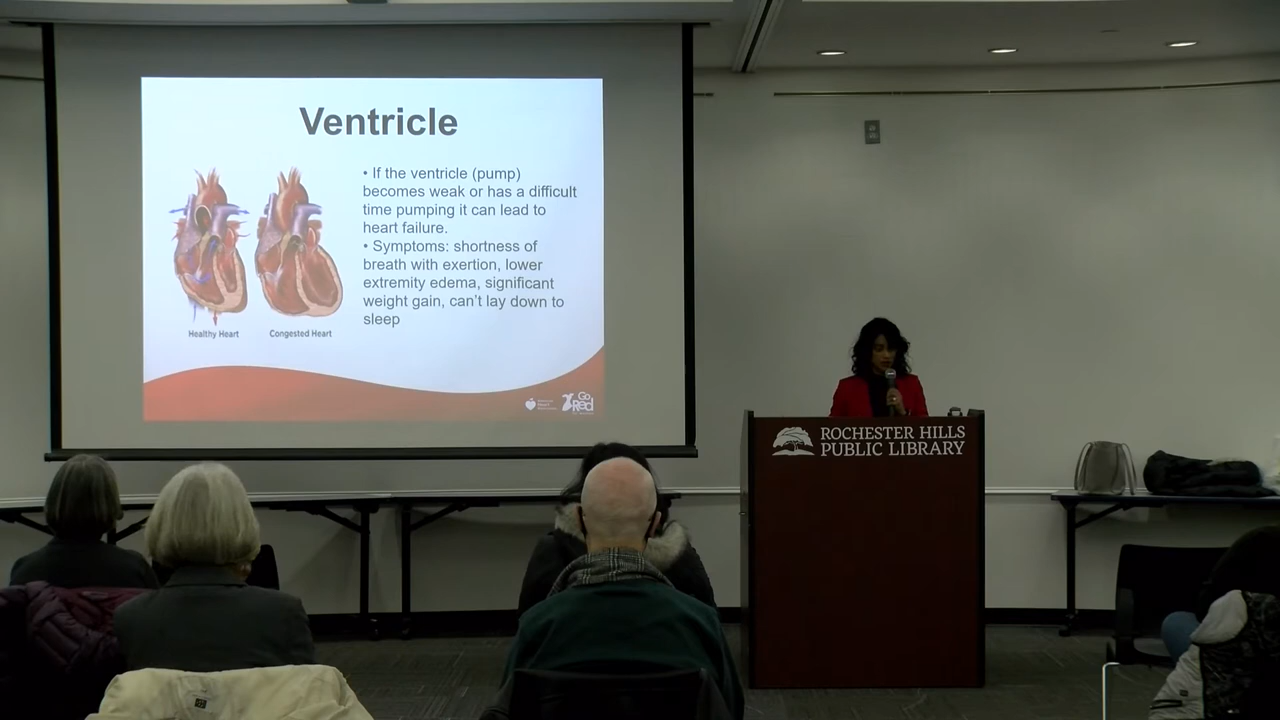 Ventricle
• If the ventricle (pump)
becomes weak or has a difficult
time pumping it can lead to
heart failure.
• Symptoms: shortness of
breath with exertion, lower
extremity edema, significant
weight gain, can't lay down to
sleep
Healthy Heart
Congested Heart
Go
Red
ROCHESTER HILLS
PUBLIC LIBRARY